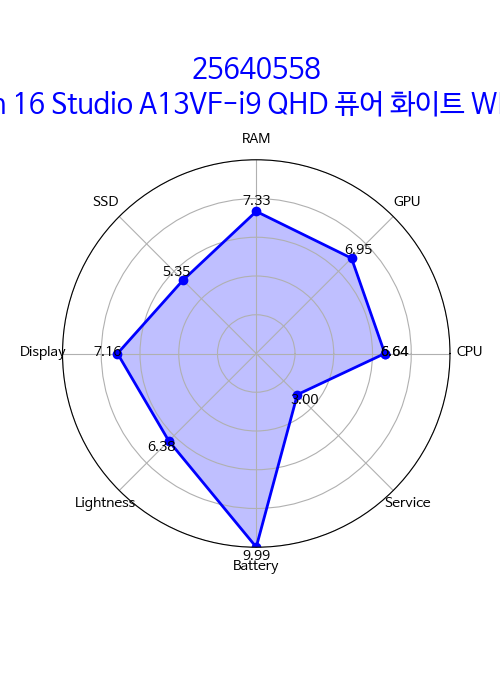 25640558
16 Studio A13VF-i9 QHD 퓨어 화이트
RAM
7.33
SSD
GPU
6.95
5.35
Display
7.16
6.64
CPU
3.00
6.38
Lightness
Service
9.99
Battery